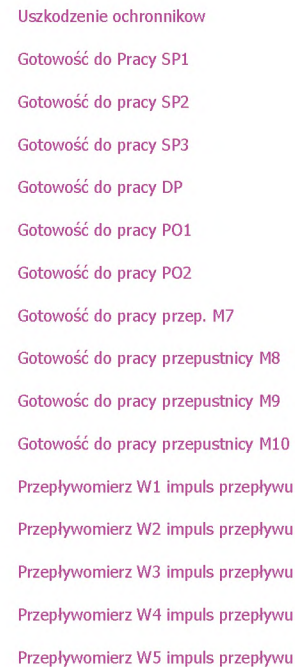 Uszkodzenie ochronnikow
Gotowość do Pracy SP1
Gotowość do pracy SP2
Gotowość do pracy SP3
Gotowość do pracy DP
Gotowość do pracy PO1
Gotowość do pracy PO2
Gotowość do pracy przep. M7
Gotowość do pracy przepustnicy M8
Gotowośc do pracy przepustnicy M9
Gotowość do pracy przepustnicy M10
Przepływomierz W1 impuls przepływu
Przepływomierz W2 impuls przepływu
Przepływomierz W3 impuls przepływu
Przepływomierz W4 impuls przepływu
Przepływomierz W5 impuls przepływu